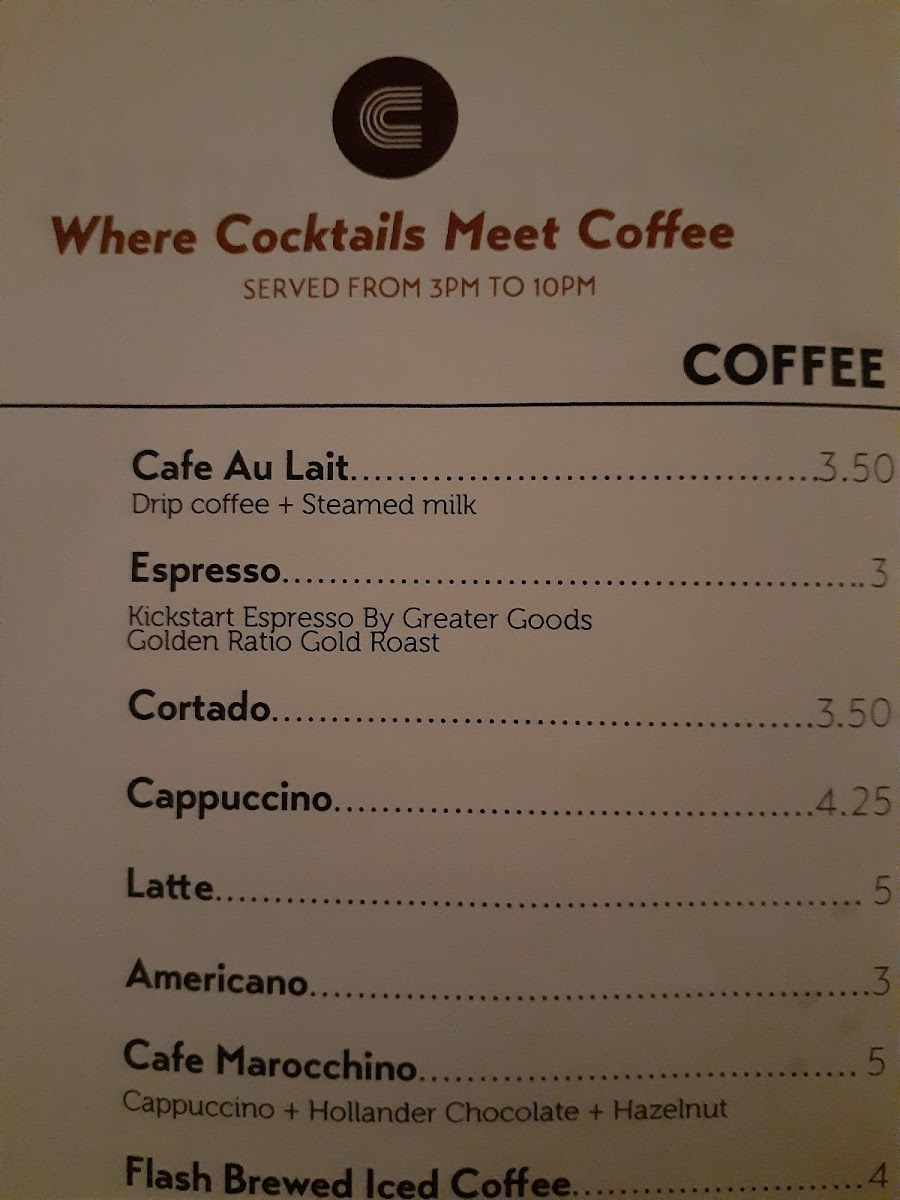 Where Cocktails Meet Coffee
SERVED FROM 3PM TO 10PM
COFFEE
Cafe Au Lait................................................3.50
Drip coffee + Steamed milk
Espresso....................................................3
Kickstart Espresso By Greater Goods
Golden Ratio Gold Roast
Cortado....................................................3.50
Cappuccino................................................4.25
Latte........................................................ 5
Americano..................................................3
Cafe Marocchino.......................................... 5
Cappuccino + Hollander Chocolate + Hazelnut
Flash Brewed Iced Coffee..............................4